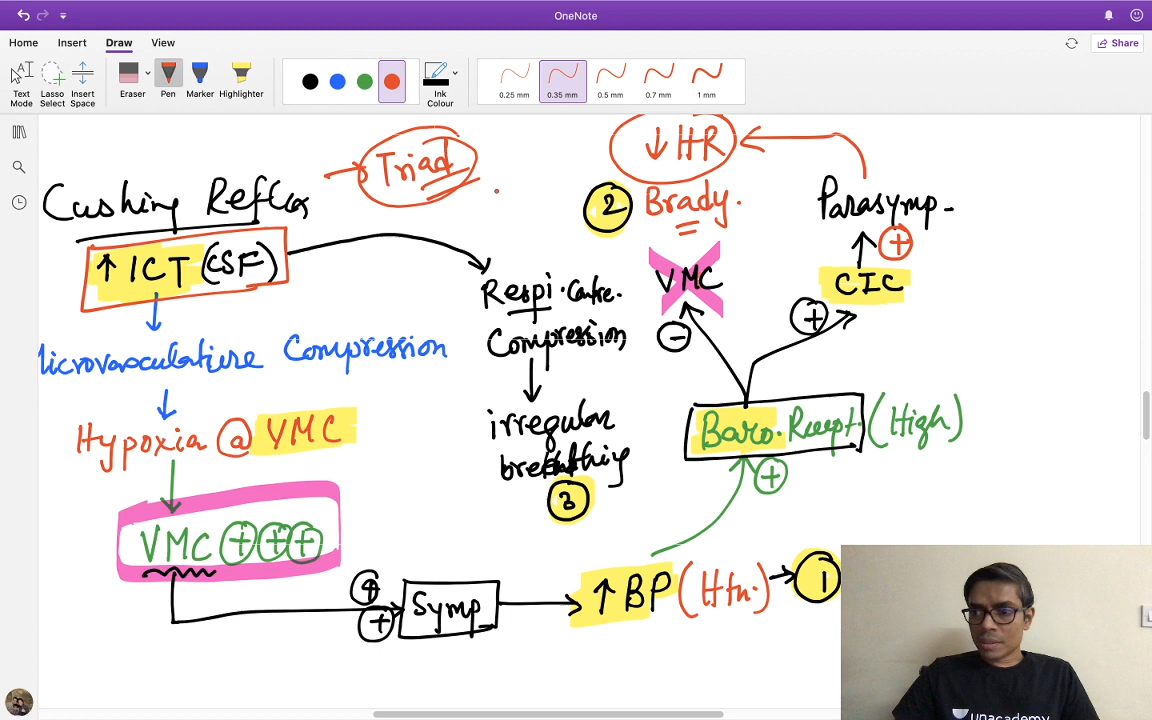 OneNote
Home Insert Draw View
Share
Text Mode
Lasso Select
Insert Space
Eraser
Pen
Marker
Highlighter
Ink Colour
0.25 mm
0.35 mm
0.5 mm
0.7 mm
1 mm
Cushing Reflex
→ Triad
↑ ICT (CSF)
Microvasculature Compression
Hypoxia @ VMC
VMC + + +
+
+
Symp
↑ BP (Htn.) → 1
Respi. Centre.
Compression
irregular
breathing
3
↓ HR
2 Brady.
VMC
-
Parasymp.
+
CIC
+
Baro. Recept. (High)
+
unacademy